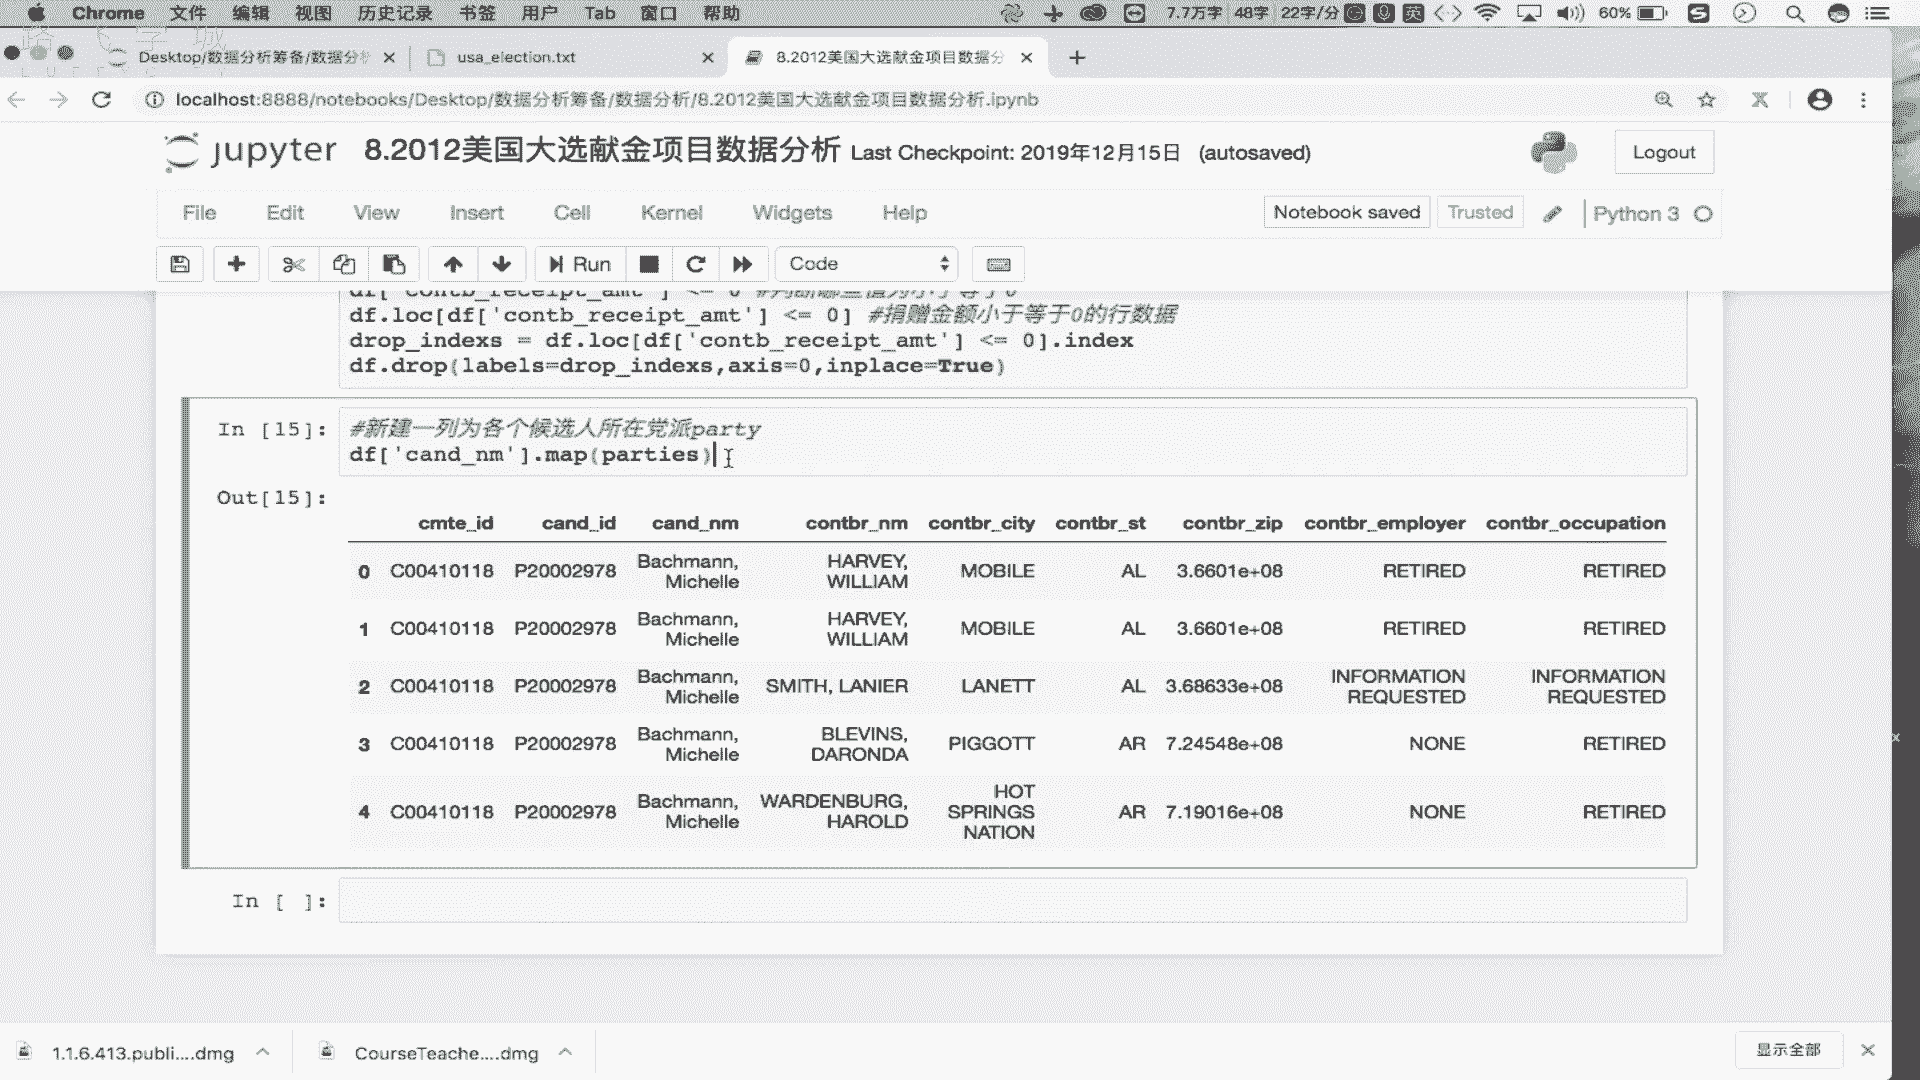 Chrome 文件 编辑 视图 历史记录 书签 用户 Tab 窗口 帮助 7.7万字 48字 22字/分 英 60%
Desktop/数据分析筹备/数据分析 usa_election.txt 8.2012美国大选献金项目数据分
localhost:8888/notebooks/Desktop/数据分析筹备/数据分析/8.2012美国大选献金项目数据分析.ipynb
jupyter 8.2012美国大选献金项目数据分析 Last Checkpoint: 2019年12月15日 (autosaved) Logout
File Edit View Insert Cell Kernel Widgets Help Notebook saved Trusted Python 3
Run Code
df['contb_receipt_amt'] <= 0 #判断哪些值为小于等于0
df.loc[df['contb_receipt_amt'] <= 0] #捐赠金额小于等于0的行数据
drop_indexs = df.loc[df['contb_receipt_amt'] <= 0].index
df.drop(labels=drop_indexs,axis=0,inplace=True)
In [15]: #新建一列为各个候选人所在党派party
df['cand_nm'].map(parties)
Out[15]:
cmte_id cand_id cand_nm contbr_nm contbr_city contbr_st contbr_zip contbr_employer contbr_occupation
0 C00410118 P20002978 Bachmann, Michelle HARVEY, WILLIAM MOBILE AL 3.6601e+08 RETIRED RETIRED
1 C00410118 P20002978 Bachmann, Michelle HARVEY, WILLIAM MOBILE AL 3.6601e+08 RETIRED RETIRED
2 C00410118 P20002978 Bachmann, Michelle SMITH, LANIER LANETT AL 3.68633e+08 INFORMATION REQUESTED INFORMATION REQUESTED
3 C00410118 P20002978 Bachmann, Michelle BLEVINS, DARONDA PIGGOTT AR 7.24548e+08 NONE RETIRED
4 C00410118 P20002978 Bachmann, Michelle WARDENBURG, HAROLD HOT SPRINGS NATION AR 7.19016e+08 NONE RETIRED
In [ ]:
1.1.6.413.publi....dmg CourseTeache....dmg 显示全部